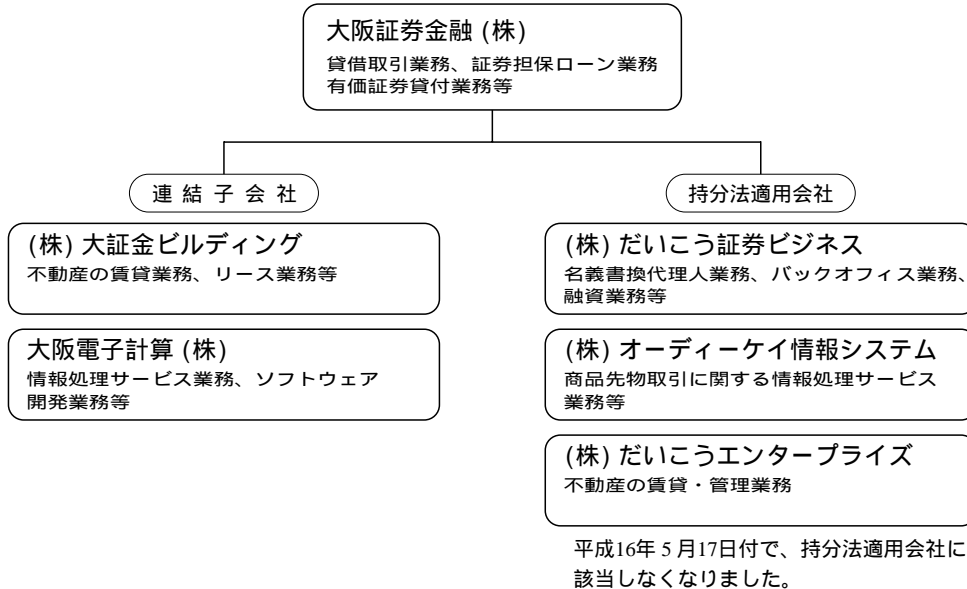 大阪証券金融 (株)
貸借取引業務、証券担保ローン業務
有価証券貸付業務等
連 結 子 会 社
(株) 大証金ビルディング
不動産の賃貸業務、リース業務等
大阪電子計算 (株)
情報処理サービス業務、ソフトウェア
開発業務等
持分法適用会社
(株) だいこう証券ビジネス
名義書換代理人業務、バックオフィス業務、
融資業務等
(株) オーディーケイ情報システム
商品先物取引に関する情報処理サービス
業務等
(株) だいこうエンタープライズ
不動産の賃貸・管理業務
平成16年 5 月17日付で、持分法適用会社に
該当しなくなりました。